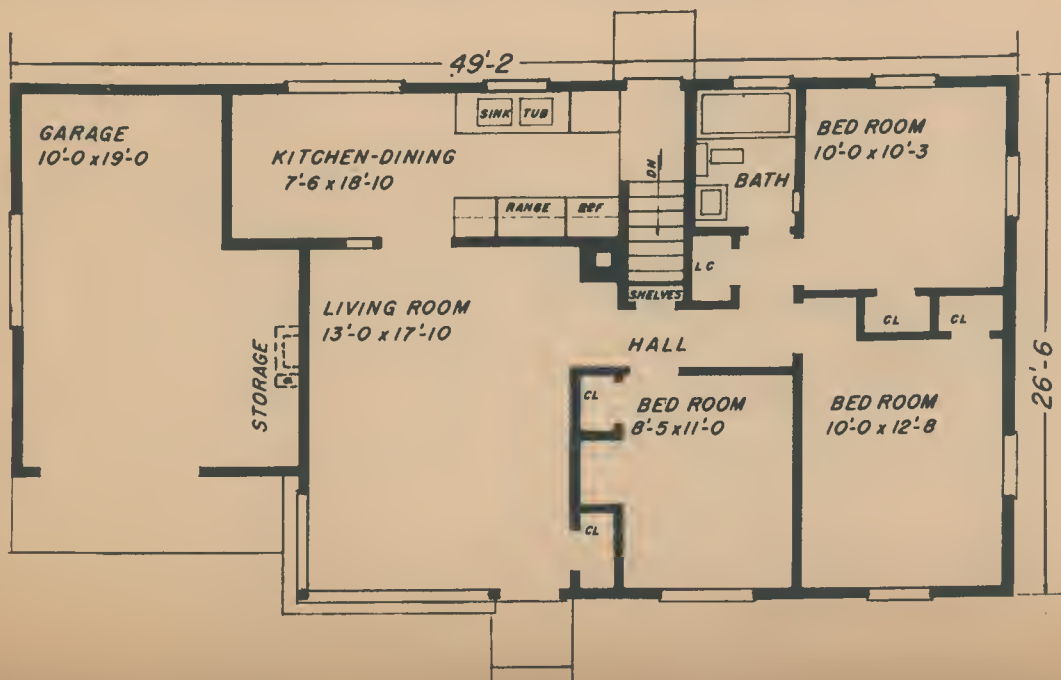 49'-2
GARAGE
10'-0 x 19'-0
KITCHEN-DINING
7'-6 x 18'-10
SINK TUB
RANGE REF
DN
BATH
BED ROOM
10'-0 x 10'-3
LC
SHELVES
CL
CL
LIVING ROOM
13'-0 x 17'-10
STORAGE
HALL
26'-6
CL
BED ROOM
8'-5 x 11'-0
BED ROOM
10'-0 x 12'-8
CL